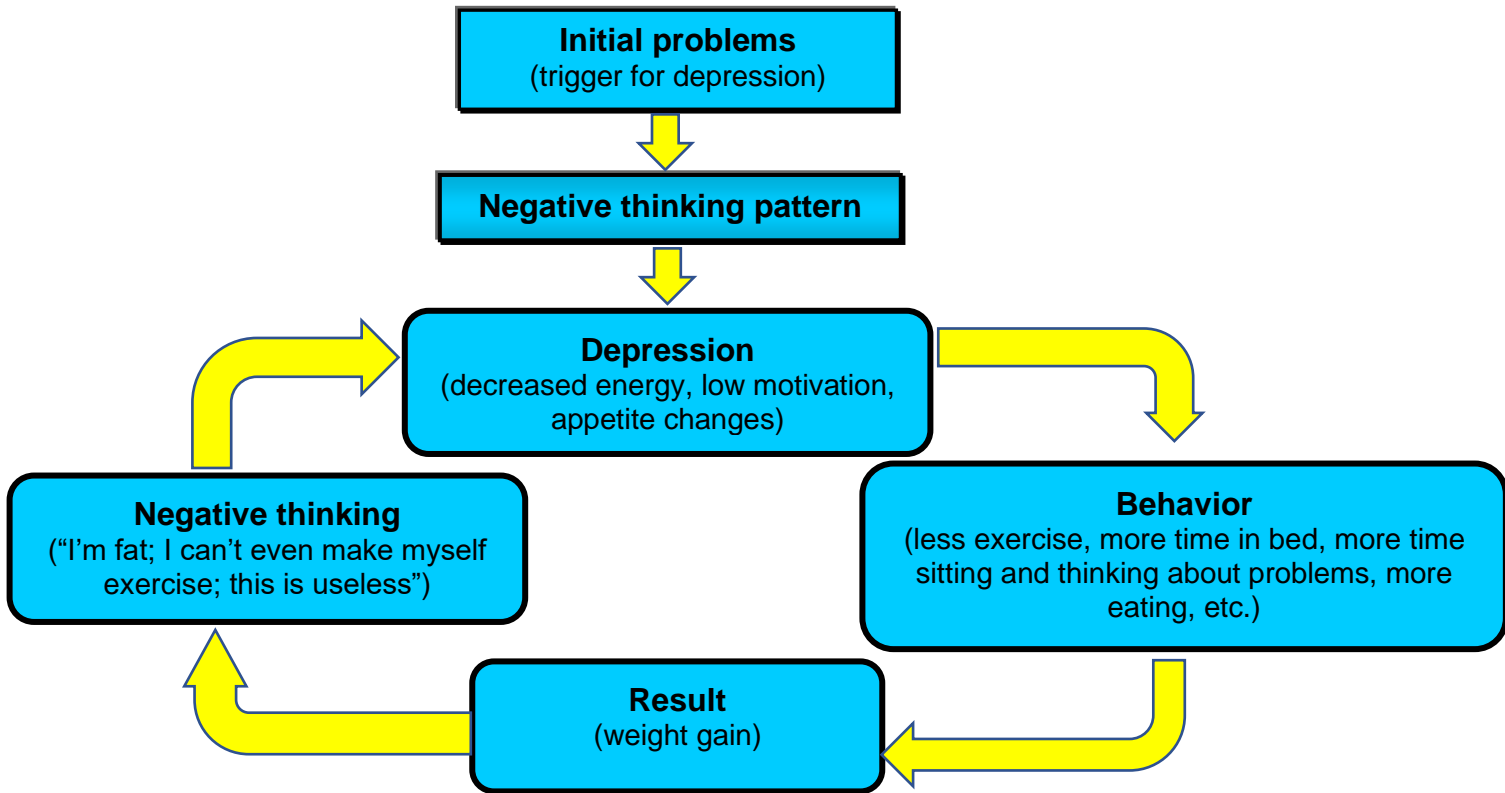 Initial problems
(trigger for depression)
Negative thinking pattern
Depression
(decreased energy, low motivation,
appetite changes)
Behavior
(less exercise, more time in bed, more time
sitting and thinking about problems, more
eating, etc.)
Result
(weight gain)
Negative thinking
(“I’m fat; I can’t even make myself
exercise; this is useless”)